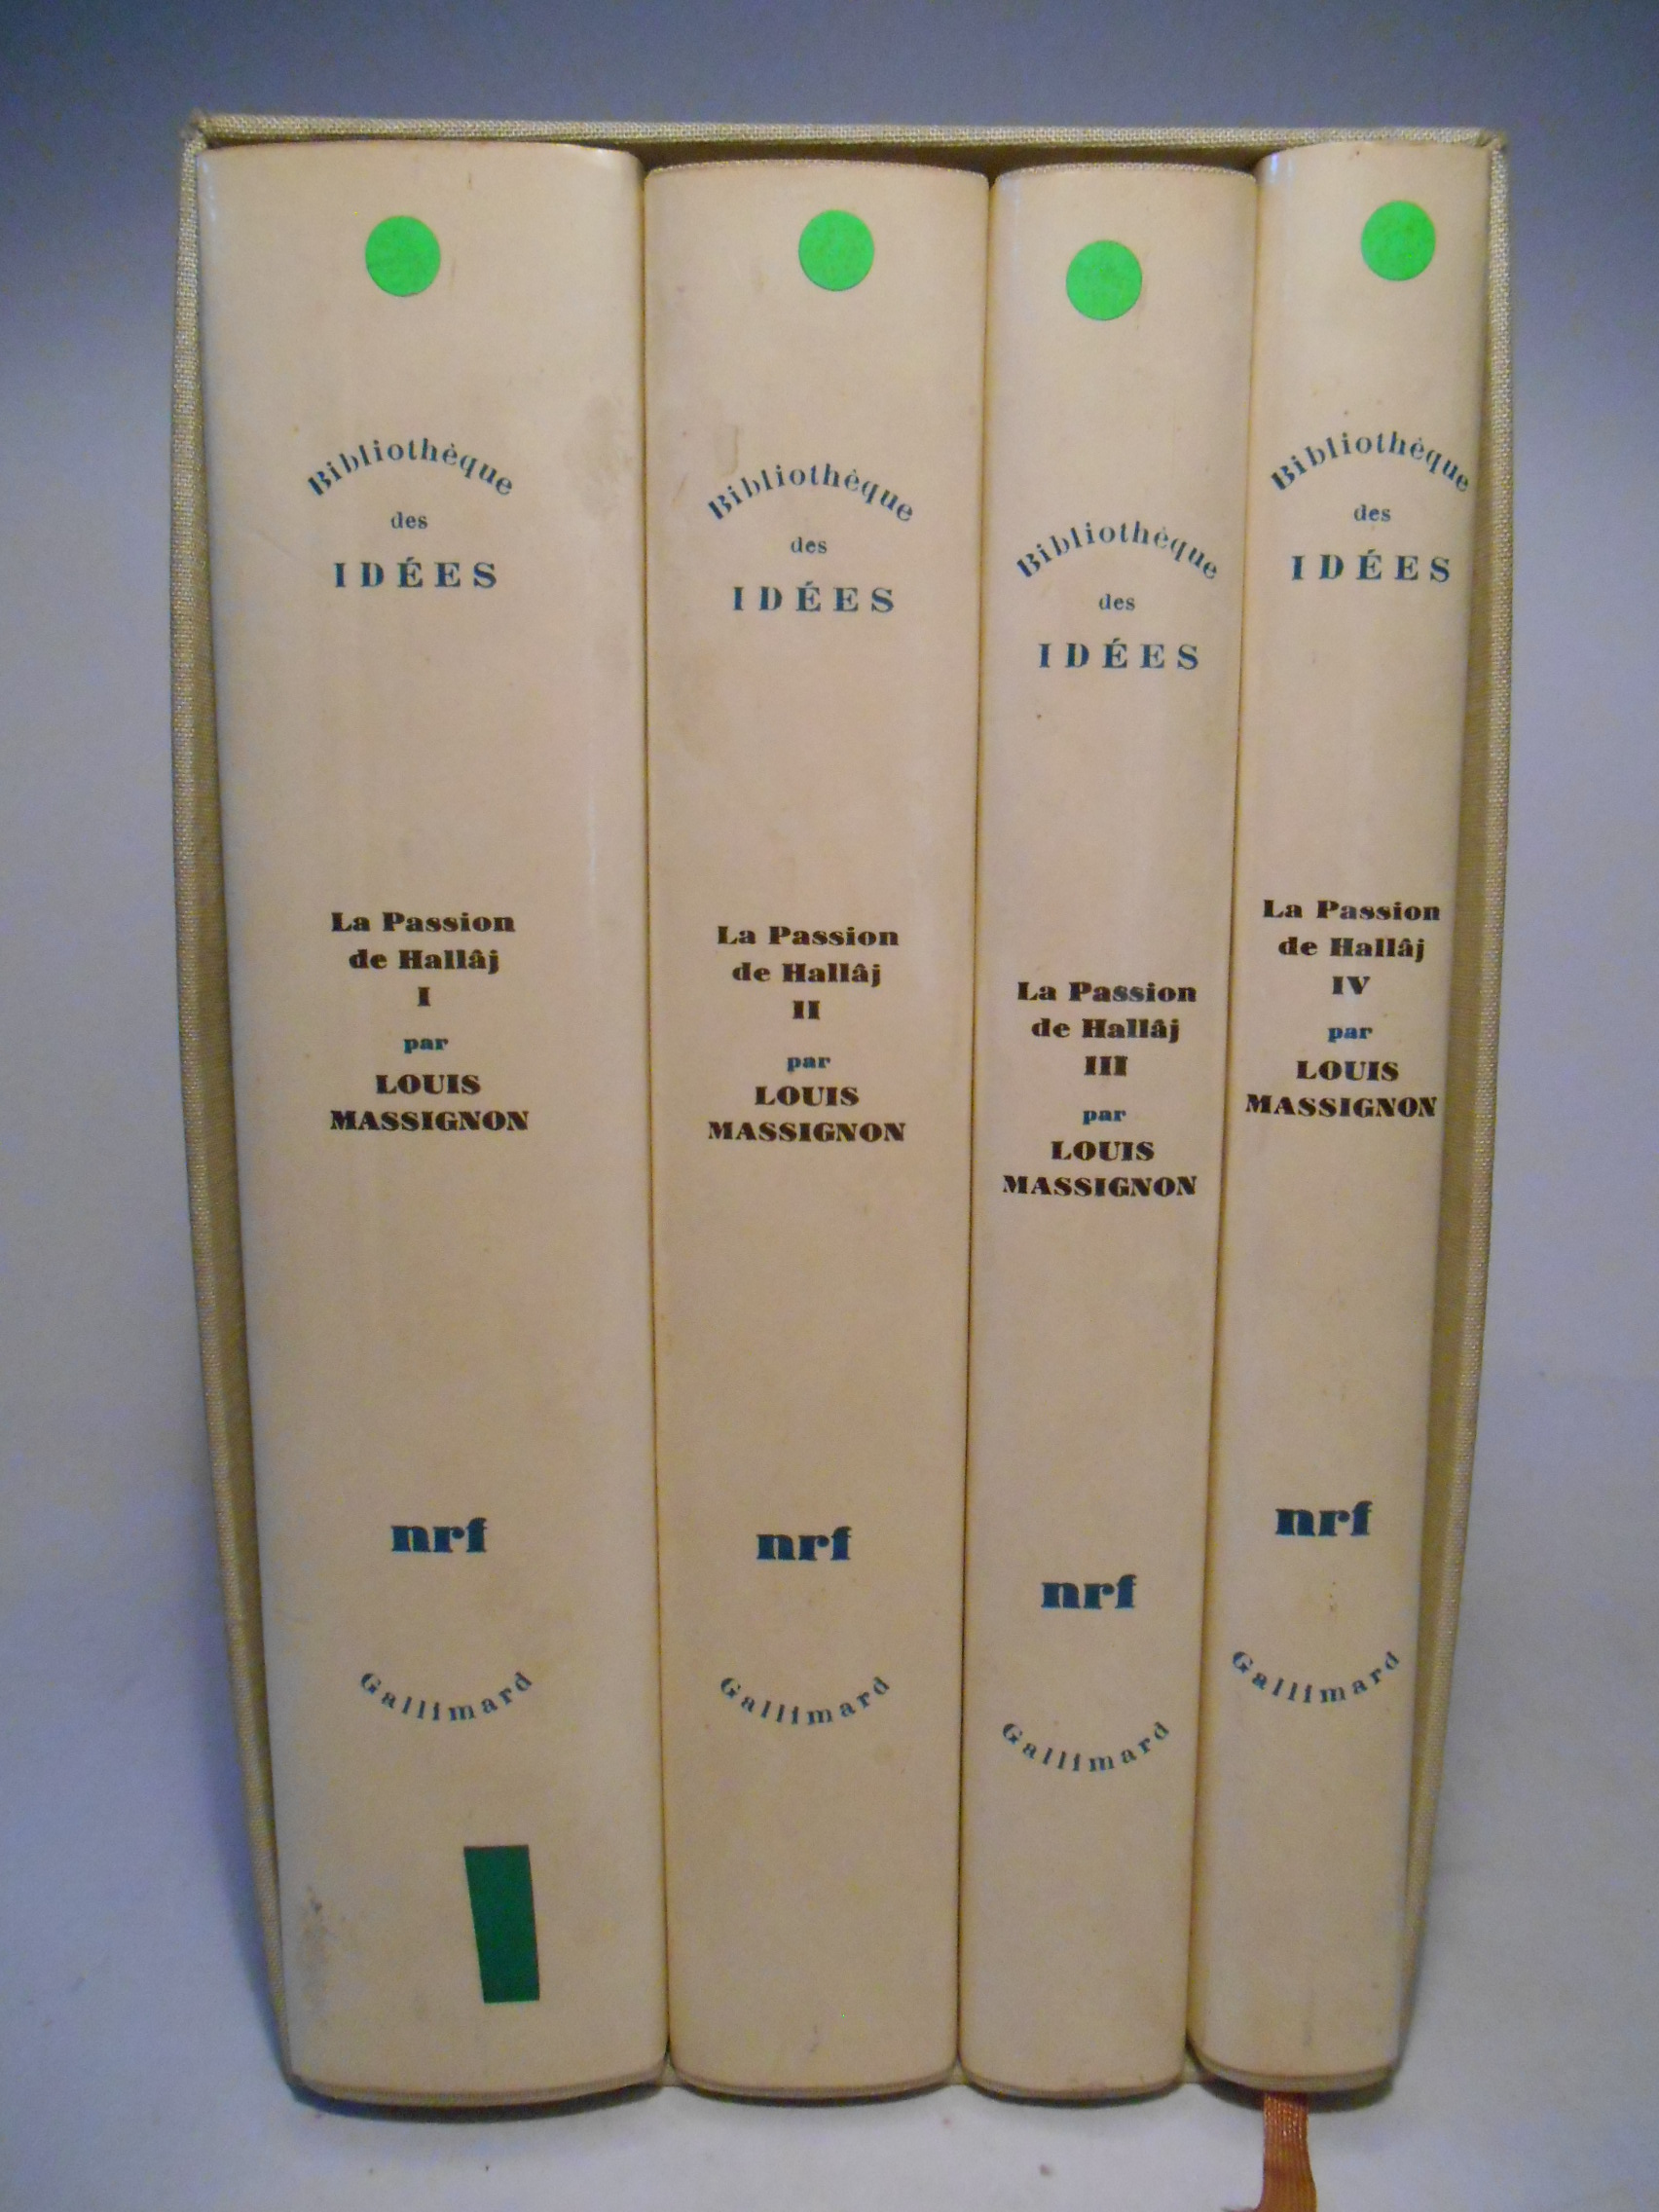 Bibliothèque
des
IDÉES
La Passion
de Hallâj
I
par
LOUIS
MASSIGNON
nrf
Gallimard
Bibliothèque
des
IDÉES
La Passion
de Hallâj
II
par
LOUIS
MASSIGNON
nrf
Gallimard
Bibliothèque
des
IDÉES
La Passion
de Hallâj
III
par
LOUIS
MASSIGNON
nrf
Gallimard
Bibliothèque
des
IDÉES
La Passion
de Hallâj
IV
par
LOUIS
MASSIGNON
nrf
Gallimard